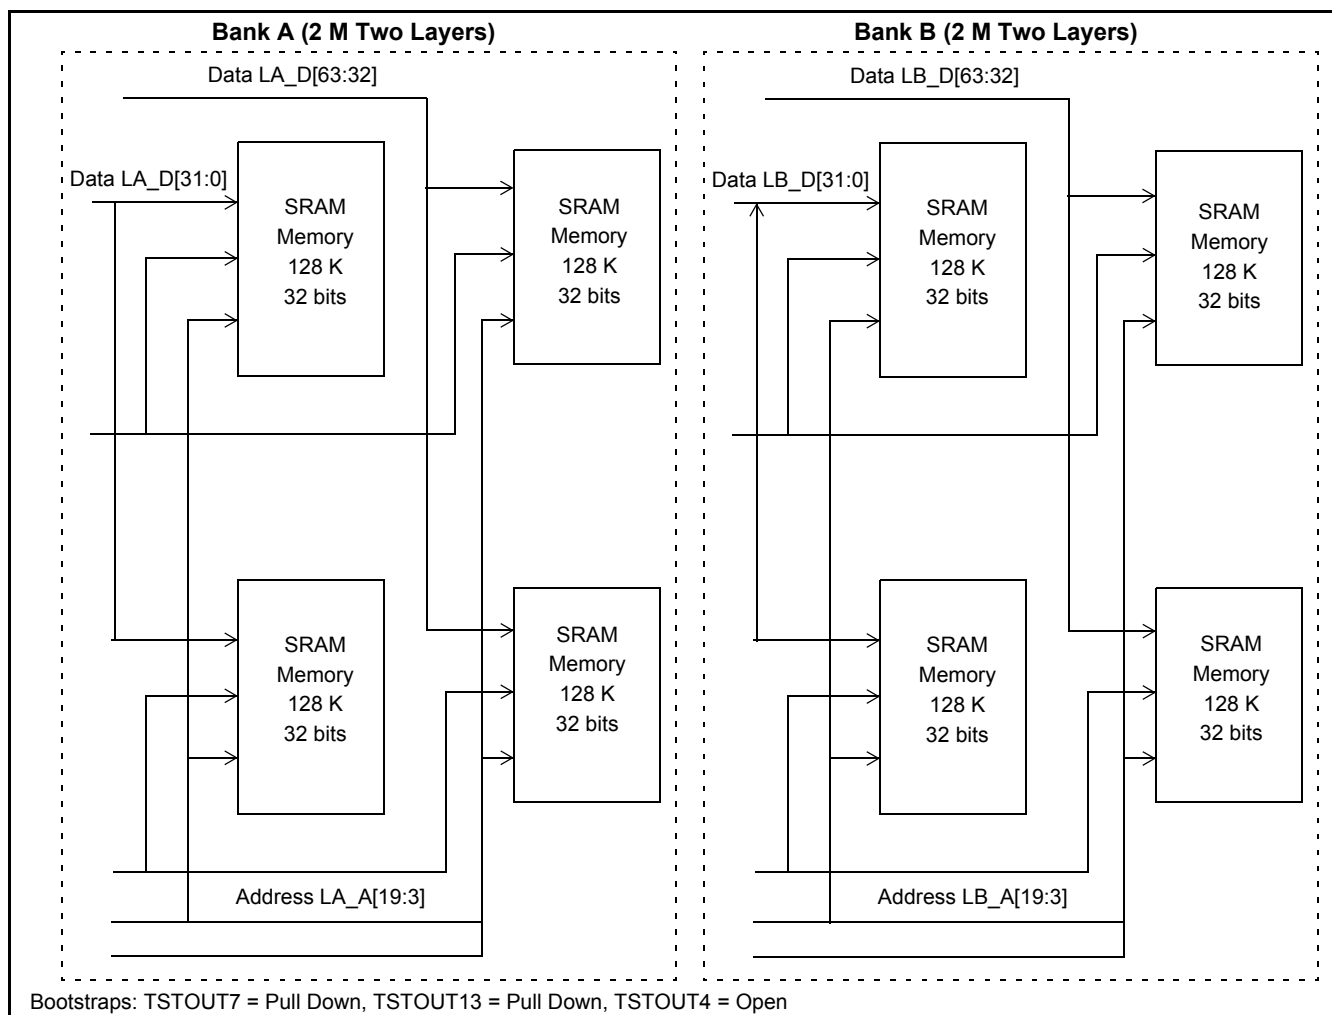 Bank A (2 M Two Layers)
Data LA_D[63:32]
Data LA_D[31:0]
SRAM
Memory
128 K
32 bits
SRAM
Memory
128 K
32 bits
SRAM
Memory
128 K
32 bits
SRAM
Memory
128 K
32 bits
Address LA_A[19:3]
Bank B (2 M Two Layers)
Data LB_D[63:32]
Data LB_D[31:0]
SRAM
Memory
128 K
32 bits
SRAM
Memory
128 K
32 bits
SRAM
Memory
128 K
32 bits
SRAM
Memory
128 K
32 bits
Address LB_A[19:3]
Bootstraps: TSTOUT7 = Pull Down, TSTOUT13 = Pull Down, TSTOUT4 = Open